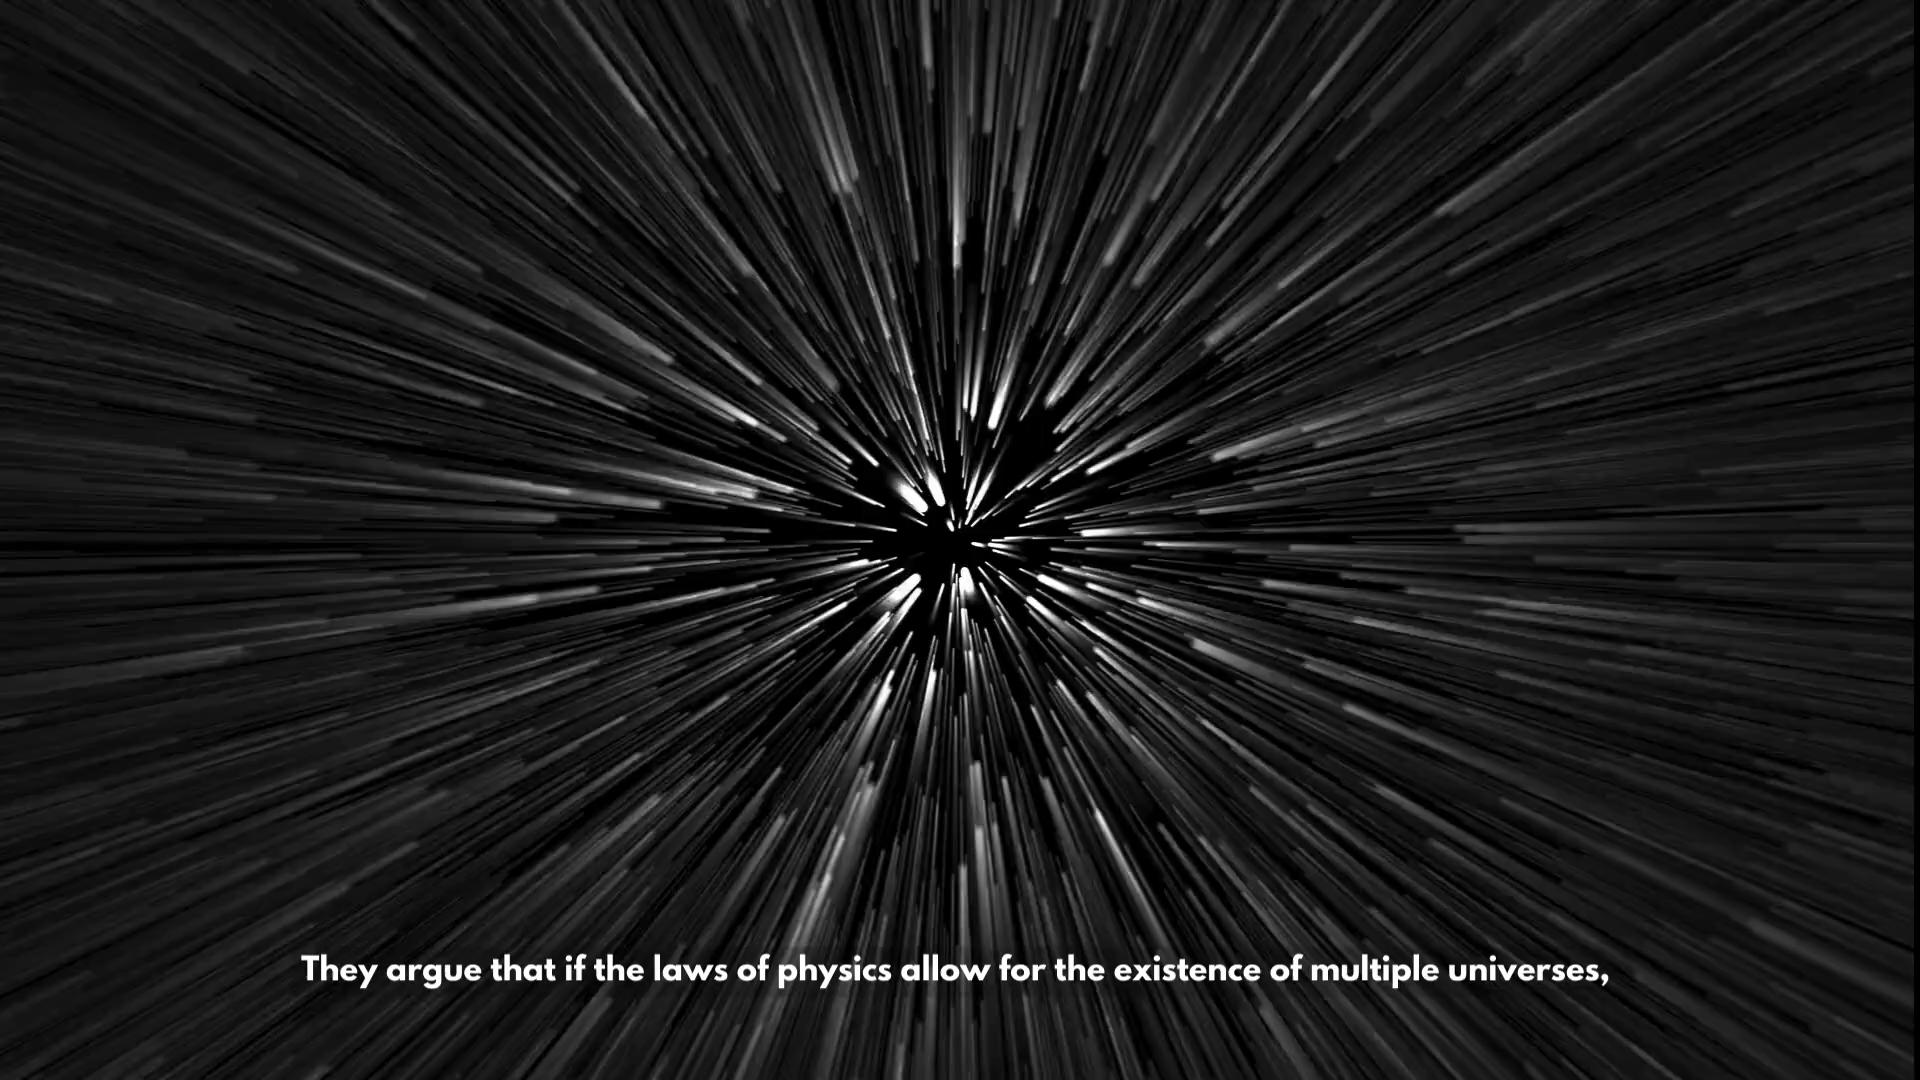 They argue that if the laws of physics allow for the existence of multiple universes,